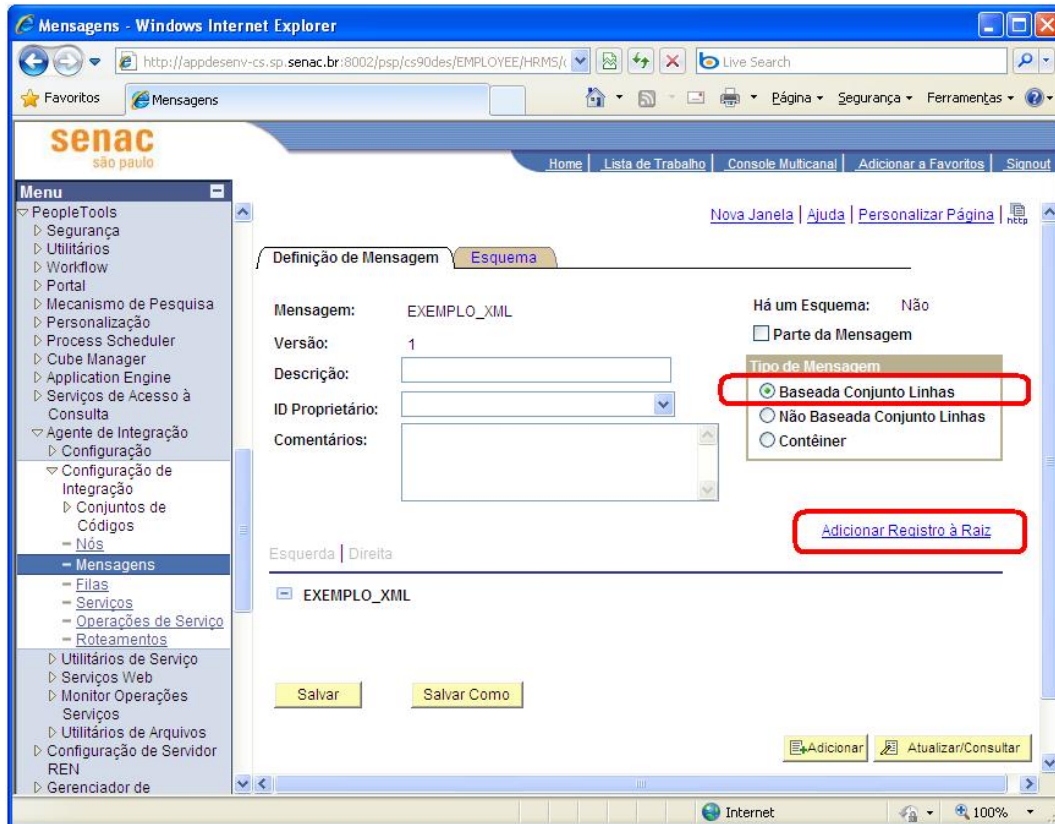 Mensagens - Windows Internet Explorer
http://appdesenv-cs.sp.senac.br:8002/psp/cs90des/EMPLOYEE/HRMS/
Live Search
Favoritos
Mensagens
Página
Segurança
Ferramentas
senac
são paulo
Home | Lista de Trabalho | Console Multicanal | Adicionar a Favoritos | Signout
Menu
PeopleTools
Segurança
Utilitários
Workflow
Portal
Mecanismo de Pesquisa
Personalização
Process Scheduler
Cube Manager
Application Engine
Serviços de Acesso à
Consulta
Agente de Integração
Configuração
Configuração de
Integração
Conjuntos de
Códigos
– Nós
– Mensagens
– Filas
– Serviços
– Operações de Serviço
– Roteamentos
Utilitários de Serviço
Serviços Web
Monitor Operações
Serviços
Utilitários de Arquivos
Configuração de Servidor
REN
Gerenciador de
Nova Janela | Ajuda | Personalizar Página | http
Definição de Mensagem
Esquema
Mensagem: EXEMPLO_XML
Há um Esquema: Não
Parte da Mensagem
Versão: 1
Descrição:
Tipo de Mensagem
Baseada Conjunto Linhas
ID Proprietário:
Não Baseada Conjunto Linhas
Comentários:
Contêiner
Adicionar Registro à Raiz
Esquerda | Direita
EXEMPLO_XML
Salvar
Salvar Como
Adicionar
Atualizar/Consultar
Internet
100%